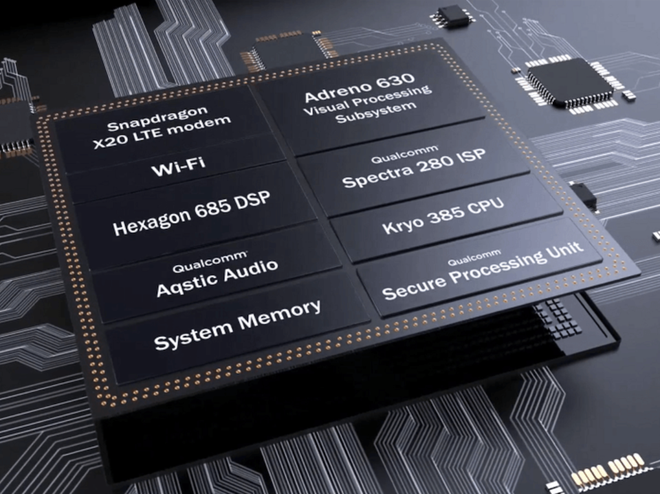 Snapdragon
X20 LTE modem
Wi-Fi
Hexagon 685 DSP
Qualcomm
Aqstic Audio
System Memory
Adreno 630
Visual Processing
Subsystem
Qualcomm
Spectra 280 ISP
Kryo 385 CPU
Qualcomm
Secure Processing Unit